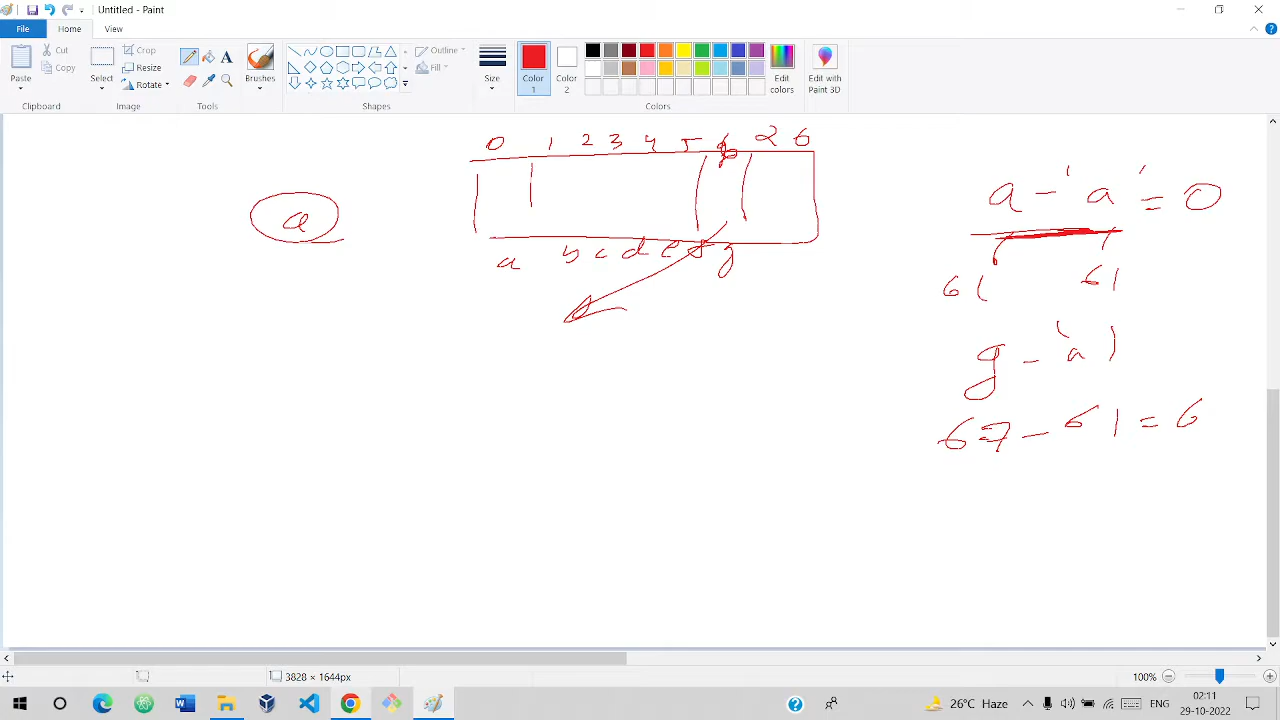 Untitled - Paint
File Home View
Paste Cut Copy
Clipboard
Select Crop Resize Rotate
Image
Tools
Brushes
Shapes
Outline
Fill
Size
Color 1
Color 2
Edit colors
Colors
Edit with Paint 3D
0 1 2 3 4 5 6 26
a
a b c d e f g
a - 'a' = 0
61 61
g - 'a'
67 - 61 = 6
3828 × 1644px
100%
26°C Haze
ENG
02:11
29-10-2022